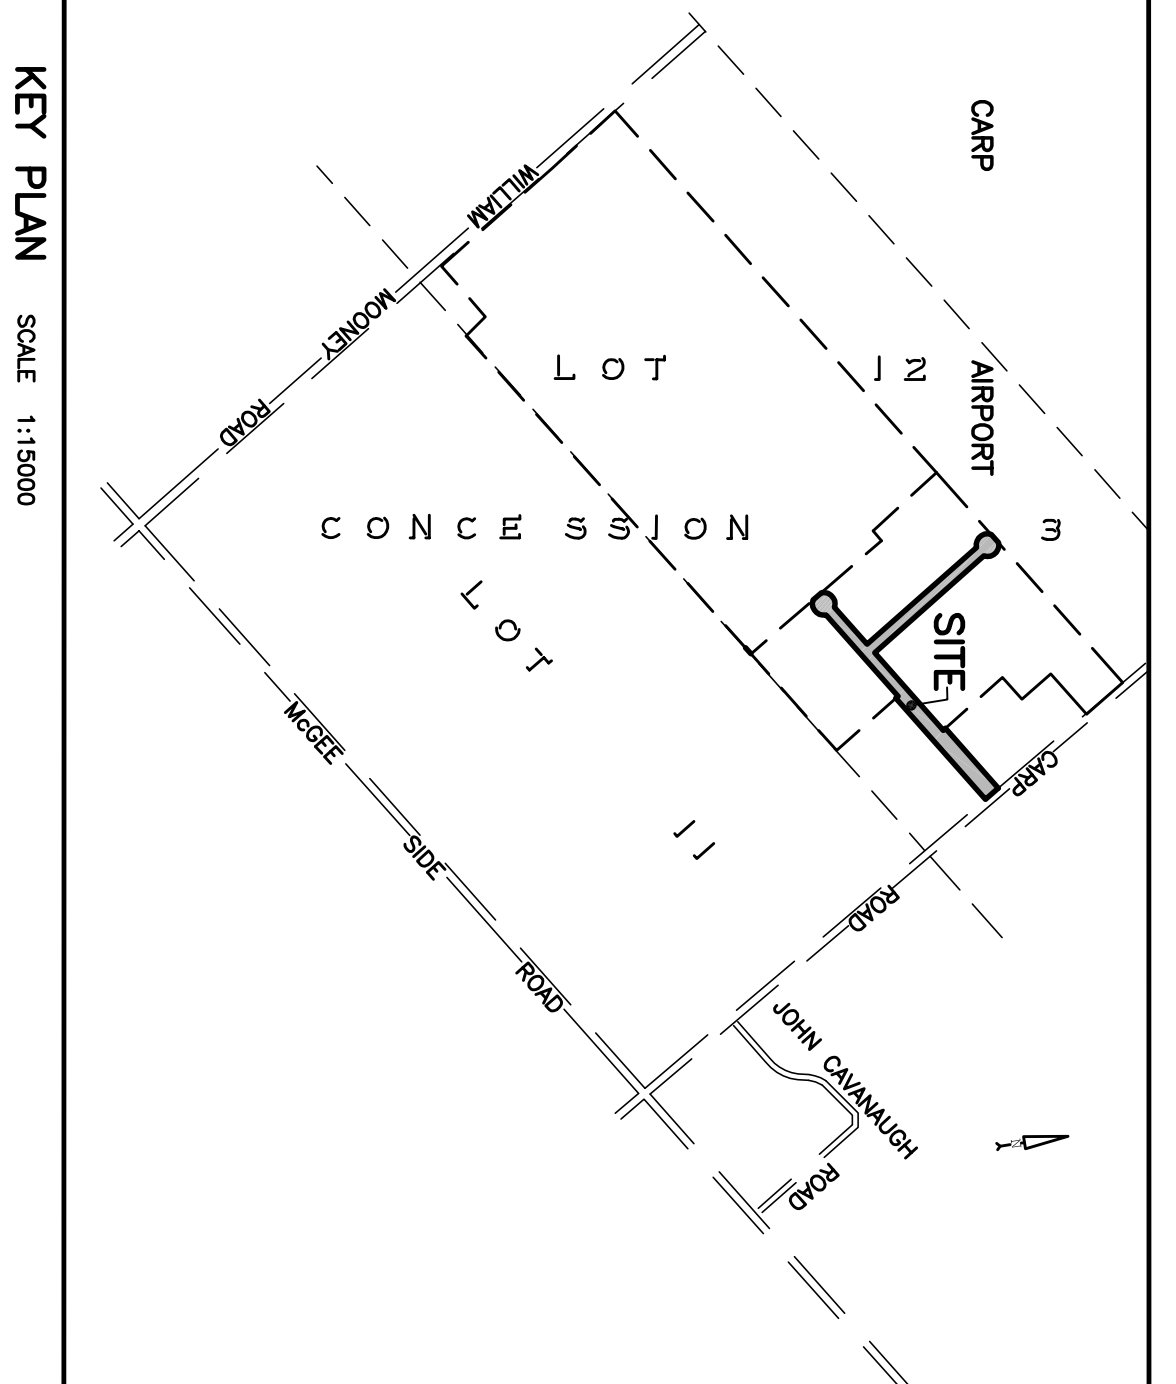 KEY PLAN SCALE 1:15000
CARP AIRPORT
LOT 12
CONCESSION 3
LOT 11
SITE
WILLIAM MOONEY ROAD
McGEE SIDE ROAD
CARP ROAD
JOHN CAVANAUGH ROAD
N